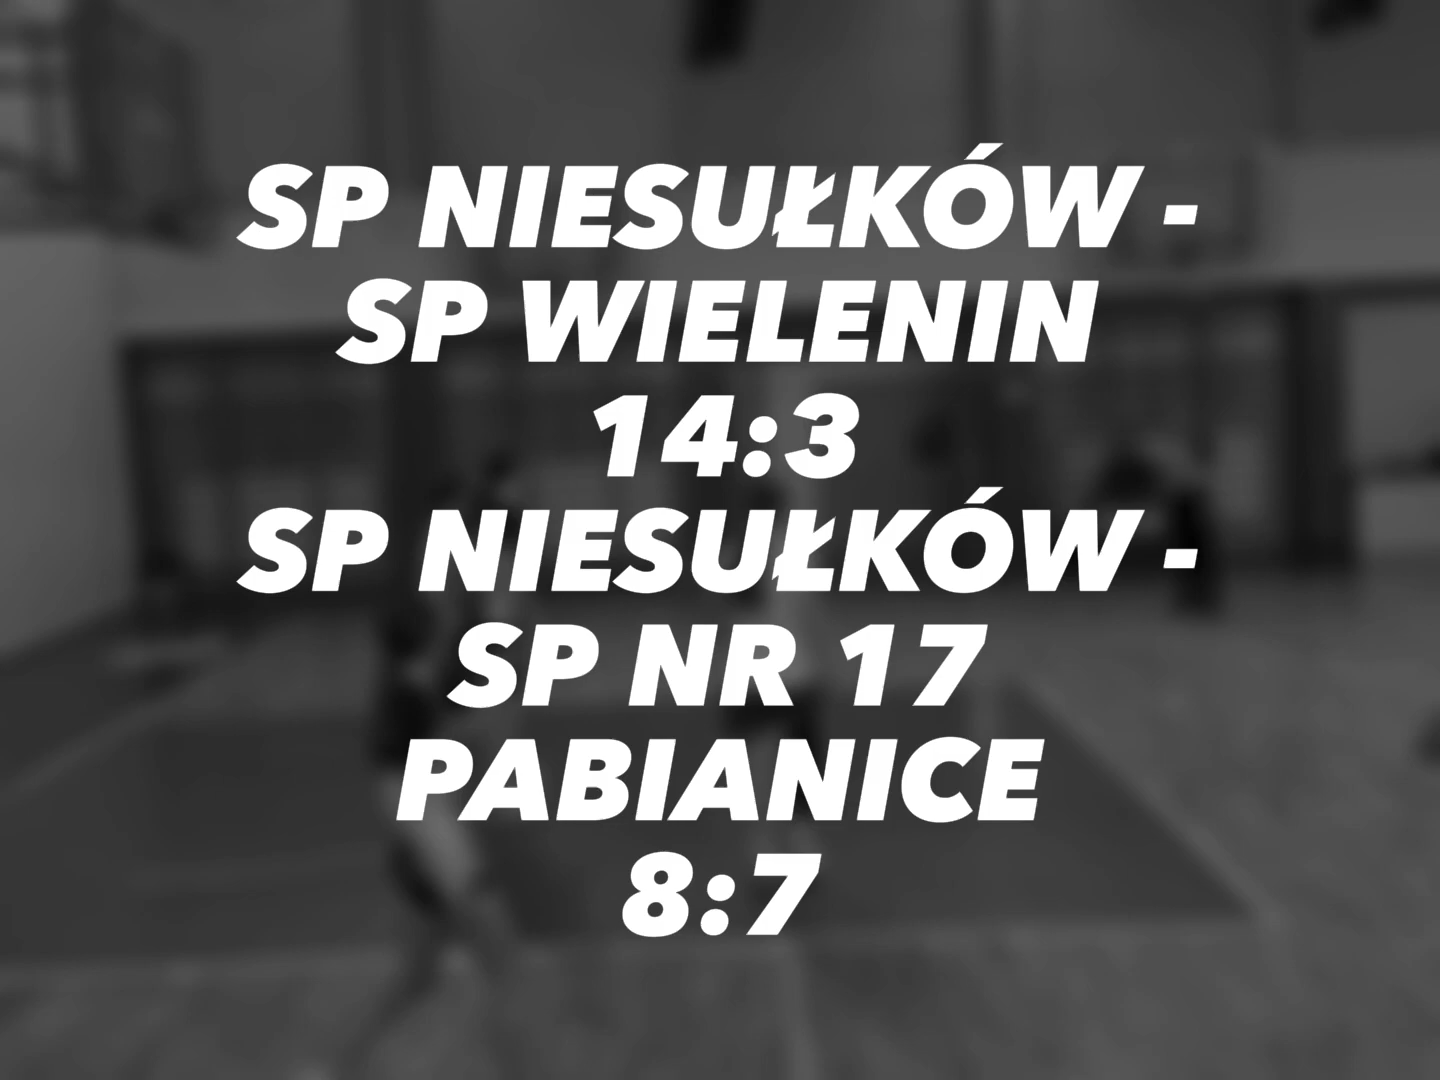 SP NIESUŁKÓW -
SP WIELENIN
14:3
SP NIESUŁKÓW -
SP NR 17
PABIANICE
8:7